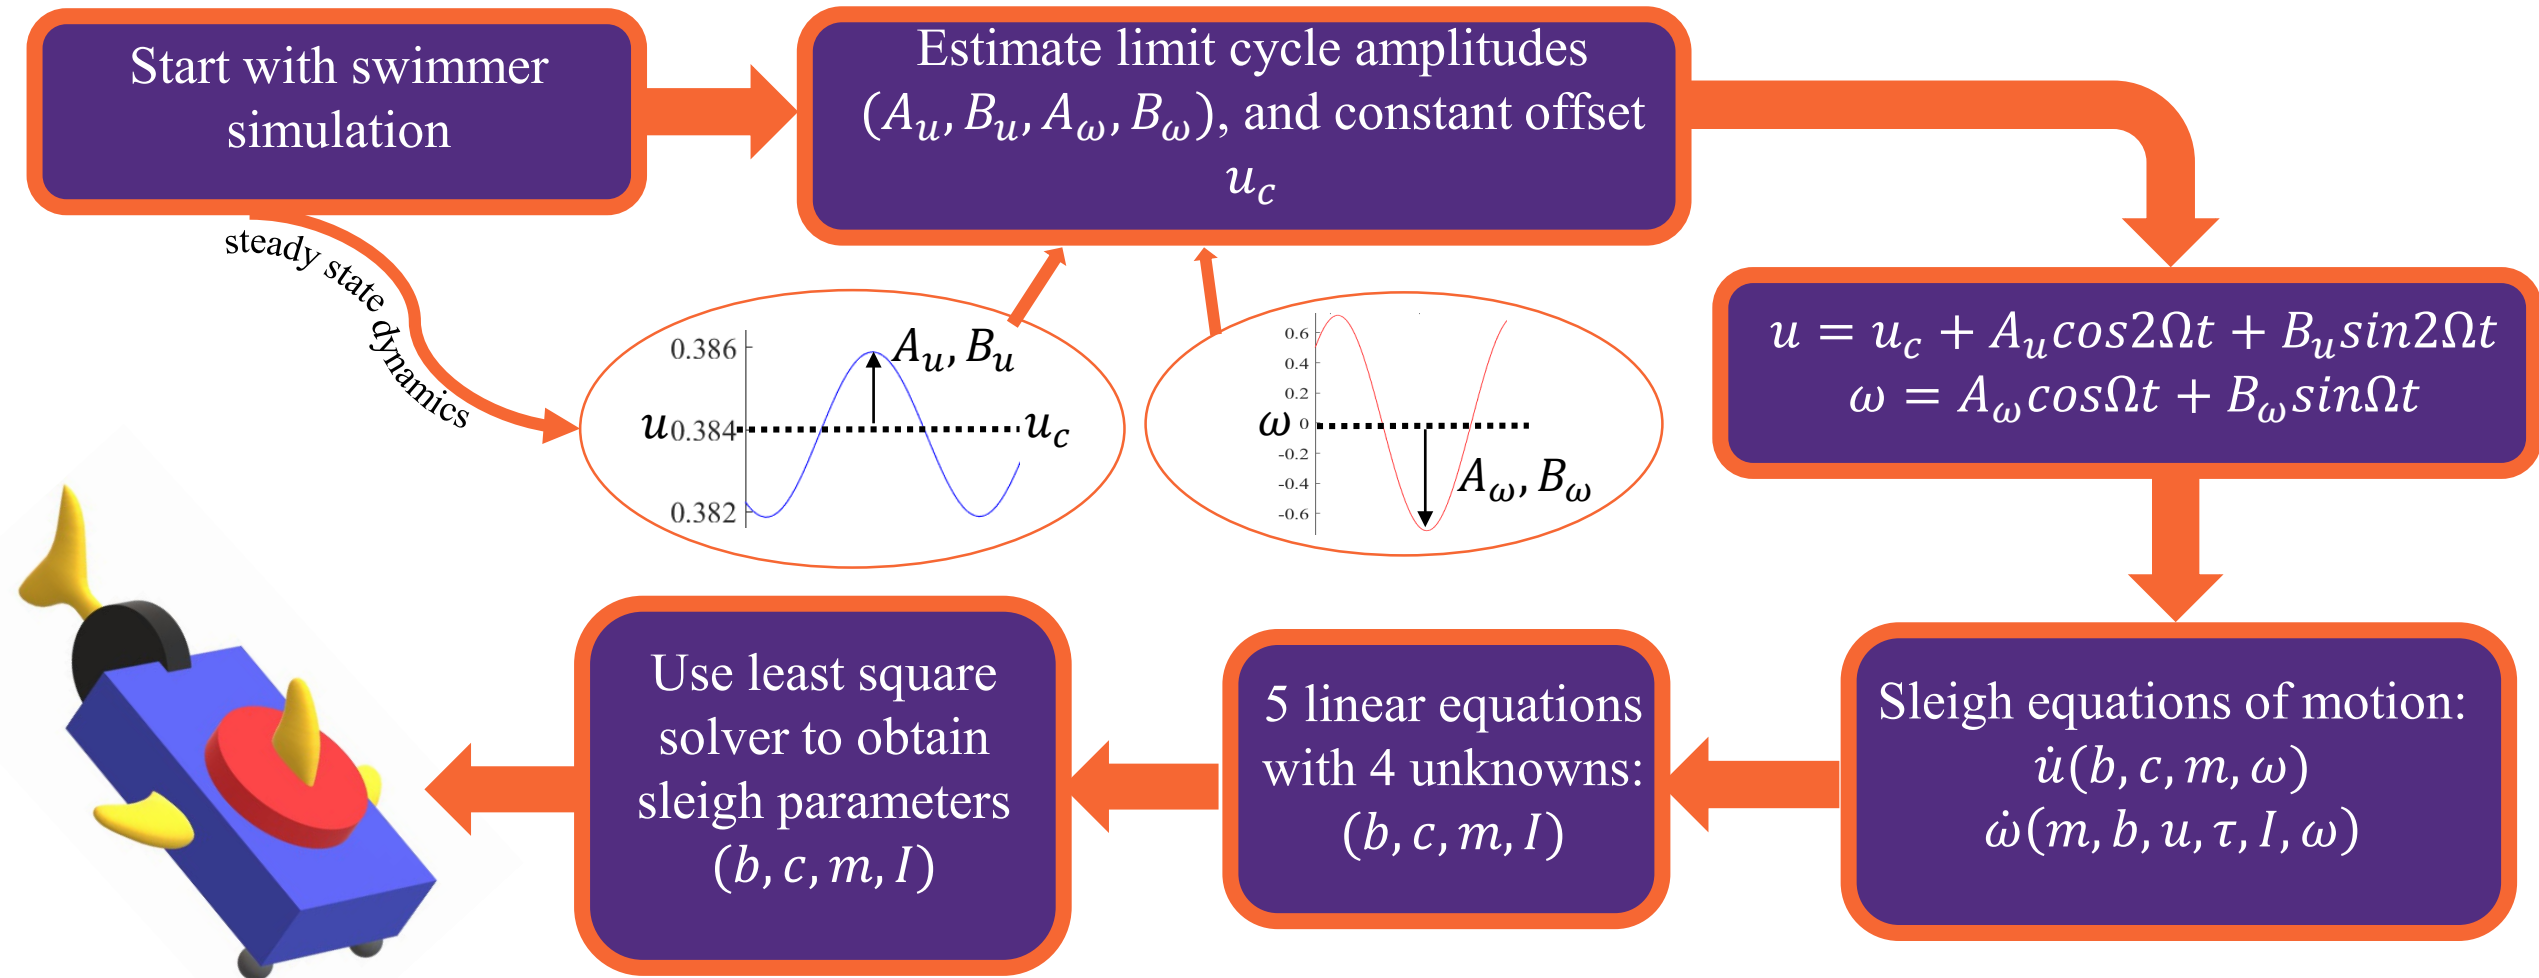 Start with swimmer
simulation
Estimate limit cycle amplitudes
(A_u, B_u, A_ω, B_ω), and constant offset
u_c
steady state dynamics
0.386
A_u, B_u
u
0.384
u_c
0.382
0.6
0.4
0.2
ω
0
-0.2
-0.4
A_ω, B_ω
-0.6
u = u_c + A_u cos2Ωt + B_u sin2Ωt
ω = A_ω cosΩt + B_ω sinΩt
Sleigh equations of motion:
u̇(b, c, m, ω)
ω̇(m, b, u, τ, I, ω)
5 linear equations
with 4 unknowns:
(b, c, m, I)
Use least square
solver to obtain
sleigh parameters
(b, c, m, I)